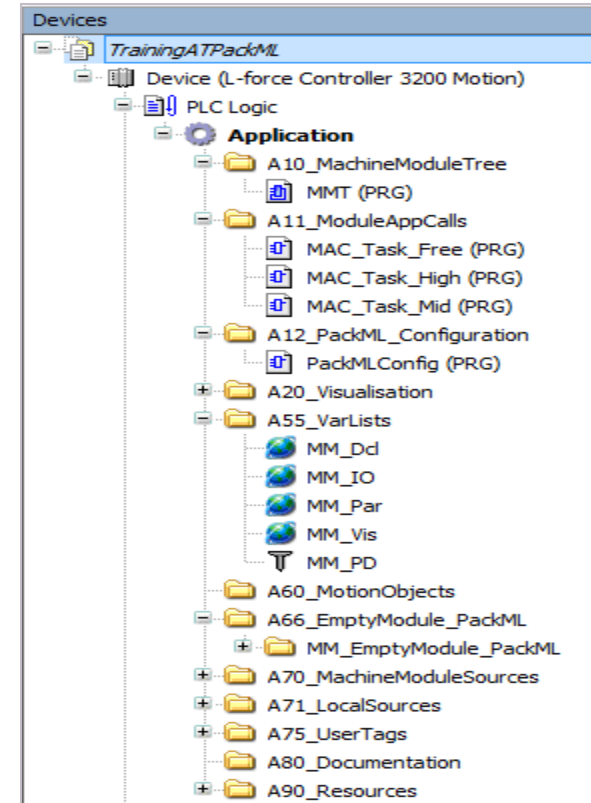 Devices
TrainingATPackML
Device (L-force Controller 3200 Motion)
PLC Logic
Application
A10_MachineModuleTree
MMT (PRG)
A11_ModuleAppCalls
MAC_Task_Free (PRG)
MAC_Task_High (PRG)
MAC_Task_Mid (PRG)
A12_PackML_Configuration
PackMLConfig (PRG)
A20_Visualisation
A55_VarLists
MM_Dcl
MM_IO
MM_Par
MM_Vis
MM_PD
A60_MotionObjects
A66_EmptyModule_PackML
MM_EmptyModule_PackML
A70_MachineModuleSources
A71_LocalSources
A75_UserTags
A80_Documentation
A90_Resources